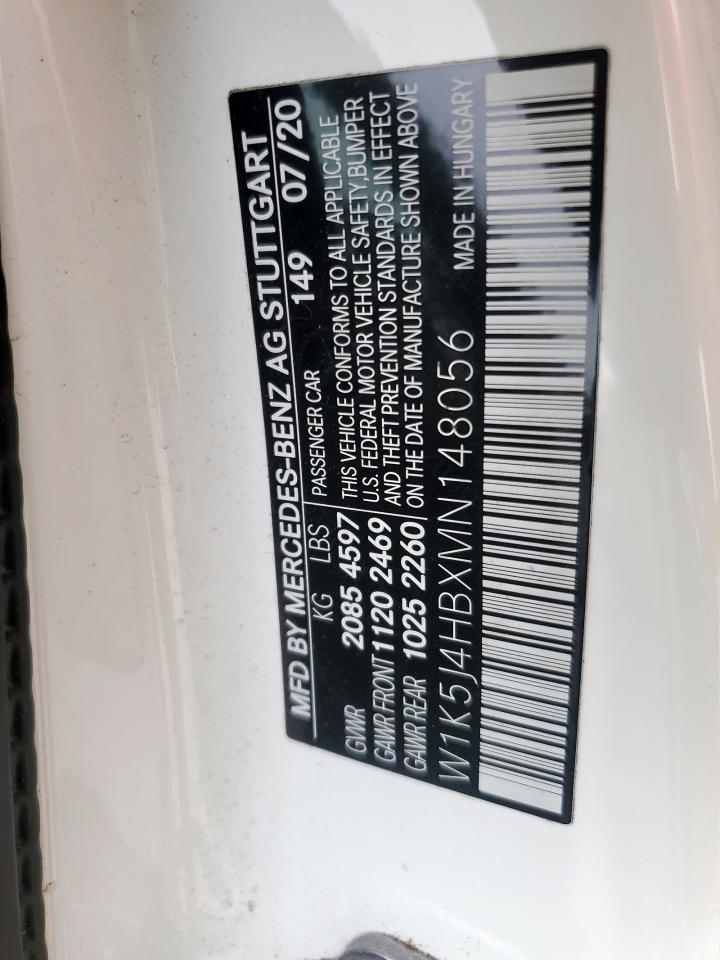 MFD BY MERCEDES-BENZ AG STUTTGART
KG LBS PASSENGER CAR 149 07/20
GVWR 2085 4597 THIS VEHICLE CONFORMS TO ALL APPLICABLE
U.S. FEDERAL MOTOR VEHICLE SAFETY,BUMPER
GAWR FRONT 1120 2469 AND THEFT PREVENTION STANDARDS IN EFFECT
GAWR REAR 1025 2260 ON THE DATE OF MANUFACTURE SHOWN ABOVE
W1K5J4HBXMN148056 MADE IN HUNGARY